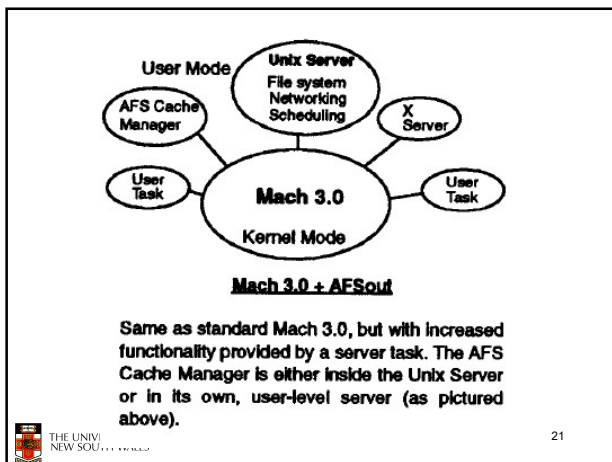 User Mode
Unix Server
File system
Networking
Scheduling
AFS Cache
Manager
X
Server
User
Task
Mach 3.0
Kernel Mode
User
Task
Mach 3.0 + AFSout
Same as standard Mach 3.0, but with increased
functionality provided by a server task. The AFS
Cache Manager is either inside the Unix Server
or in its own, user-level server (as pictured
above).
THE
NEW SOUTH WALES
21